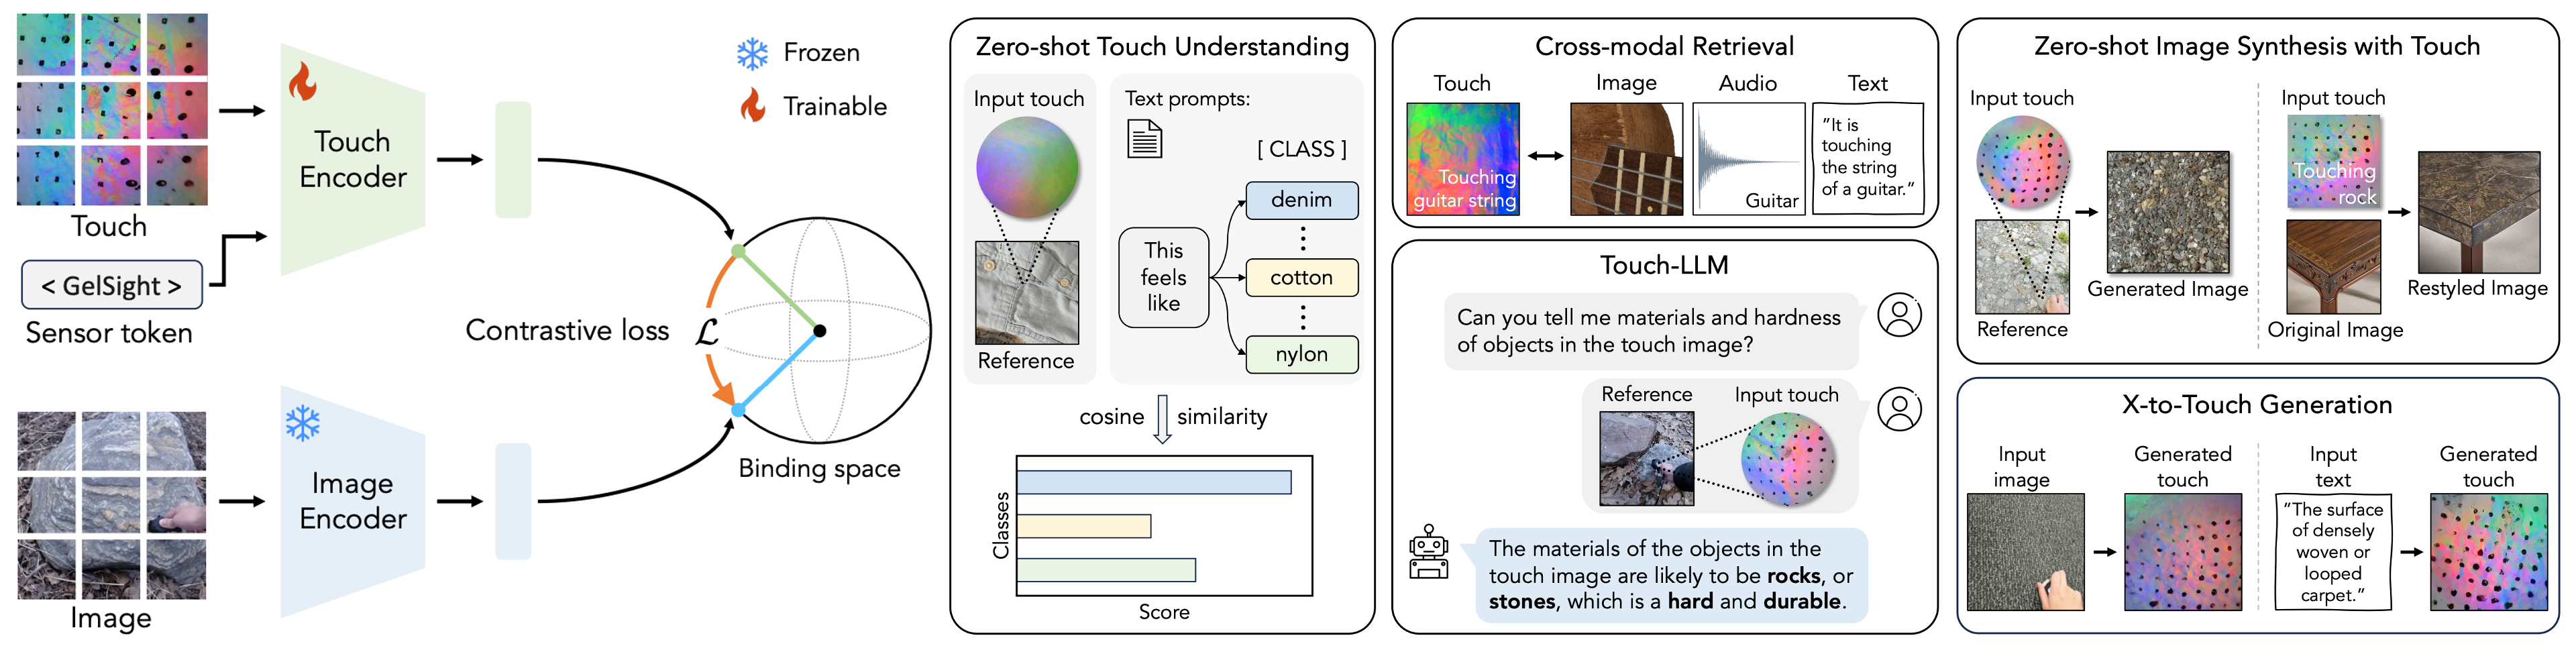 Touch
< GelSight >
Sensor token
Image
Touch
Encoder
Image
Encoder
Frozen
Trainable
Contrastive loss
ℒ
Binding space
Zero-shot Touch Understanding
Input touch
Reference
Text prompts:
[ CLASS ]
This
feels
like
denim
cotton
nylon
cosine similarity
Classes
Score
Cross-modal Retrieval
Touch
Image
Audio
Text
Touching
guitar string
Guitar
"It is
touching
the string
of a guitar."
Touch-LLM
Can you tell me materials and hardness
of objects in the touch image?
Reference
Input touch
The materials of the objects in the
touch image are likely to be rocks, or
stones, which is a hard and durable.
Zero-shot Image Synthesis with Touch
Input touch
Reference
Generated Image
Input touch
Touching
rock
Original Image
Restyled Image
X-to-Touch Generation
Input
image
Generated
touch
Input
text
"The surface
of densely
woven or
looped
carpet."
Generated
touch